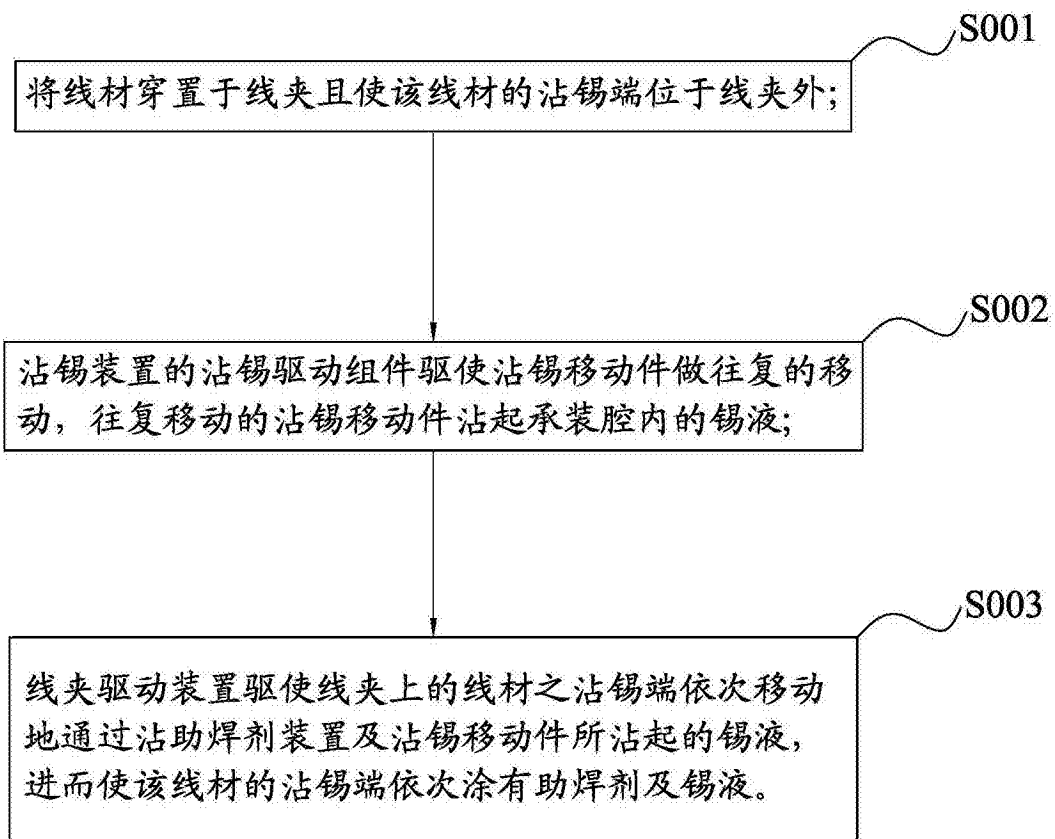 S001
将线材穿置于线夹且使该线材的沾锡端位于线夹外;
S002
沾锡装置的沾锡驱动组件驱使沾锡移动件做往复的移
动，往复移动的沾锡移动件沾起承装腔内的锡液;
S003
线夹驱动装置驱使线夹上的线材之沾锡端依次移动
地通过沾助焊剂装置及沾锡移动件所沾起的锡液，
进而使该线材的沾锡端依次涂有助焊剂及锡液。